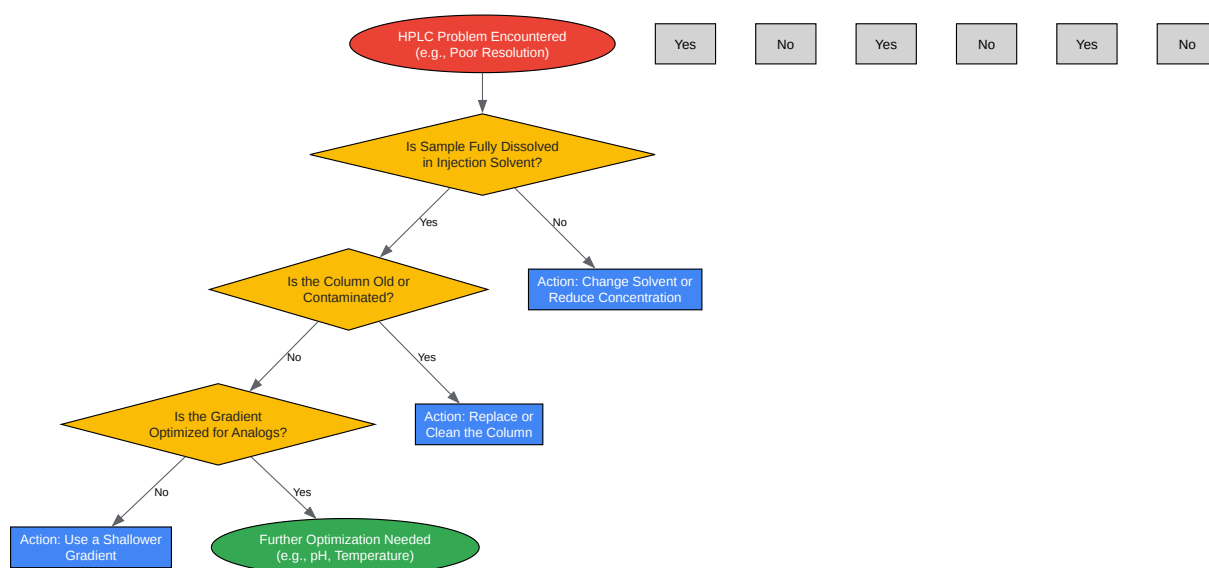 HPLC Problem Encountered
(e.g., Poor Resolution)
Yes
No
Yes
No
Yes
No
Is Sample Fully Dissolved
in Injection Solvent?
Yes
No
Is the Column Old or
Contaminated?
Action: Change Solvent or
Reduce Concentration
No
Yes
Is the Gradient
Optimized for Analogs?
Action: Replace or
Clean the Column
No
Yes
Action: Use a Shallower
Gradient
Further Optimization Needed
(e.g., pH, Temperature)